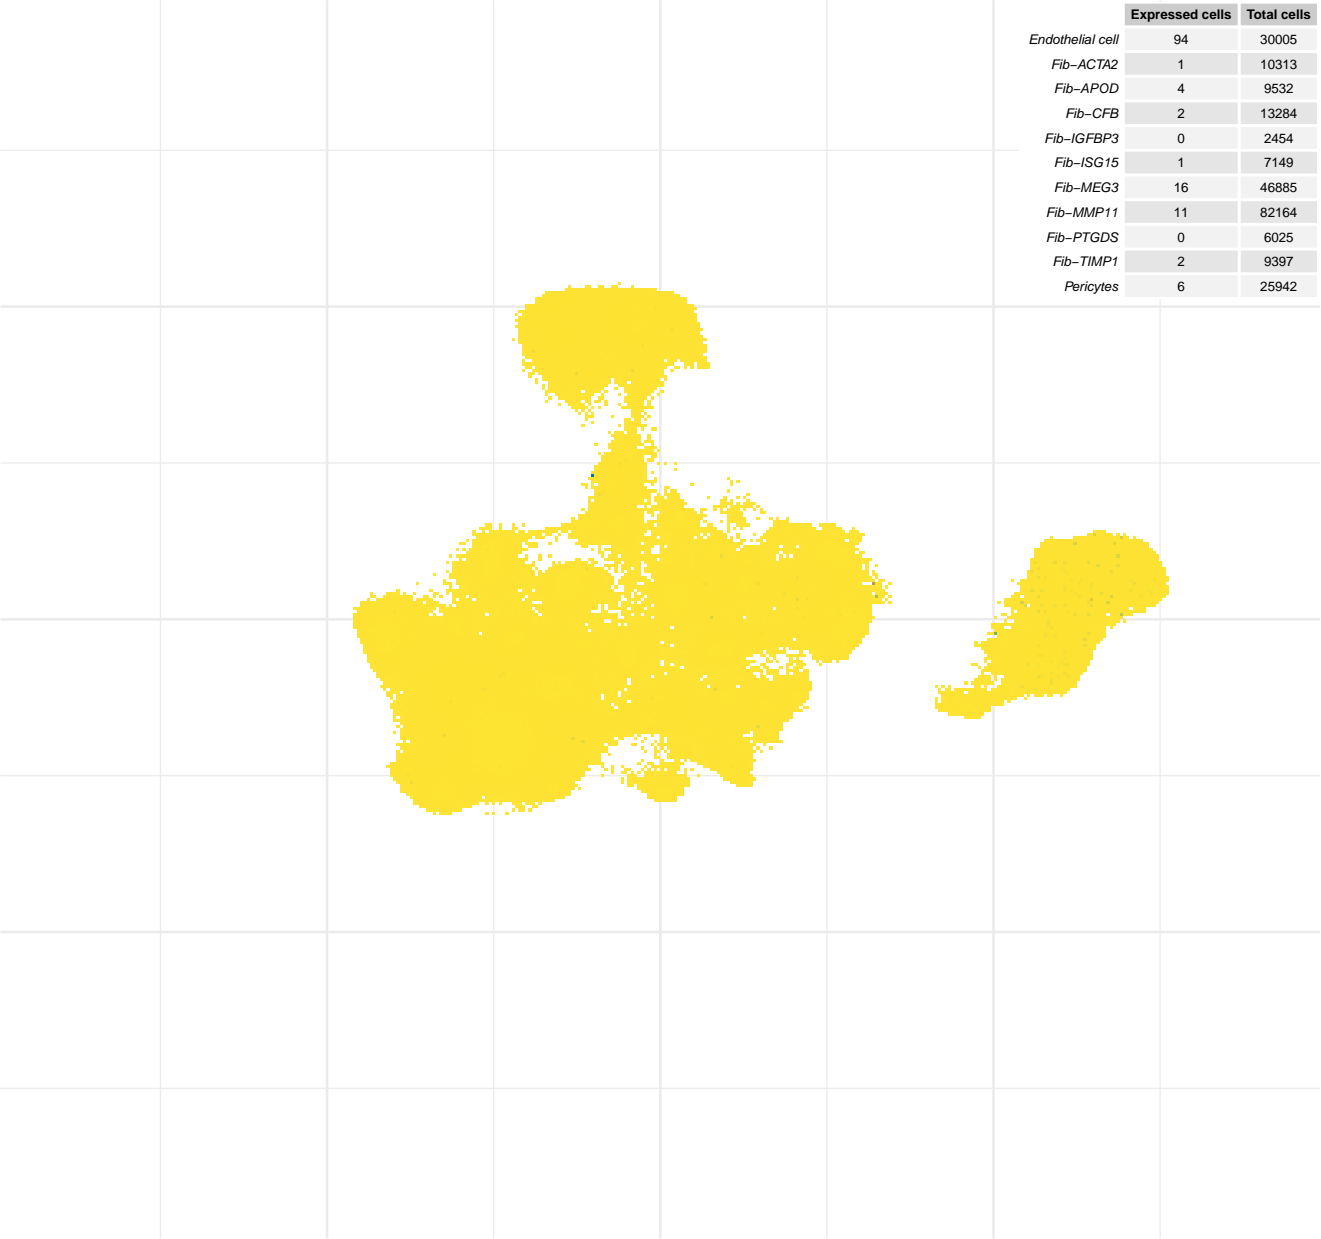 Expressed cells Total cells
Endothelial cell 94 30005
Fib−ACTA2 1 10313
Fib−APOD 4 9532
Fib−CFB 2 13284
Fib−IGFBP3 0 2454
Fib−ISG15 1 7149
Fib−MEG3 16 46885
Fib−MMP11 11 82164
Fib−PTGDS 0 6025
Fib−TIMP1 2 9397
Pericytes 6 25942